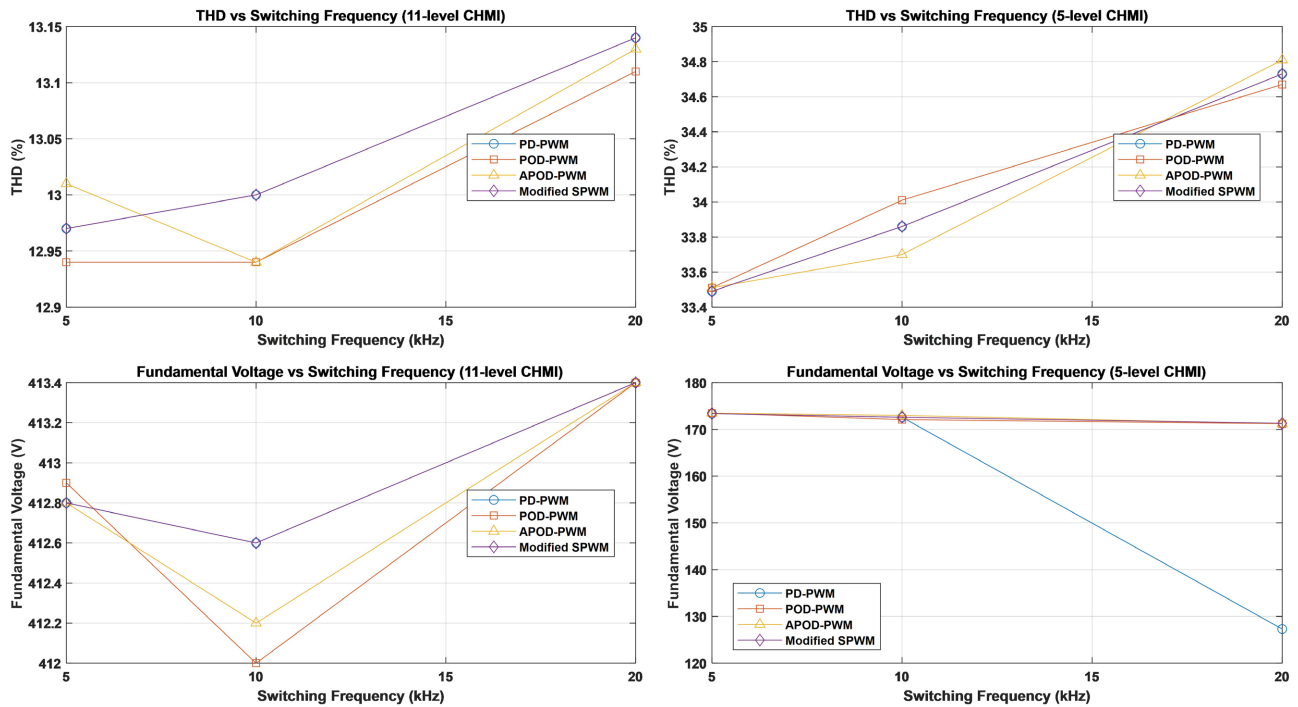 THD vs Switching Frequency (11-level CHMI)
13.15
13.1
13.05
13
12.95
12.9
THD (%)
5
10
15
20
Switching Frequency (kHz)
PD-PWM
POD-PWM
APOD-PWM
Modified SPWM
THD vs Switching Frequency (5-level CHMI)
35
34.8
34.6
34.4
34.2
34
33.8
33.6
33.4
THD (%)
5
10
15
20
Switching Frequency (kHz)
PD-PWM
POD-PWM
APOD-PWM
Modified SPWM
Fundamental Voltage vs Switching Frequency (11-level CHMI)
413.4
413.2
413
412.8
412.6
412.4
412.2
412
Fundamental Voltage (V)
5
10
15
20
Switching Frequency (kHz)
PD-PWM
POD-PWM
APOD-PWM
Modified SPWM
Fundamental Voltage vs Switching Frequency (5-level CHMI)
180
170
160
150
140
130
120
Fundamental Voltage (V)
5
10
15
20
Switching Frequency (kHz)
PD-PWM
POD-PWM
APOD-PWM
Modified SPWM